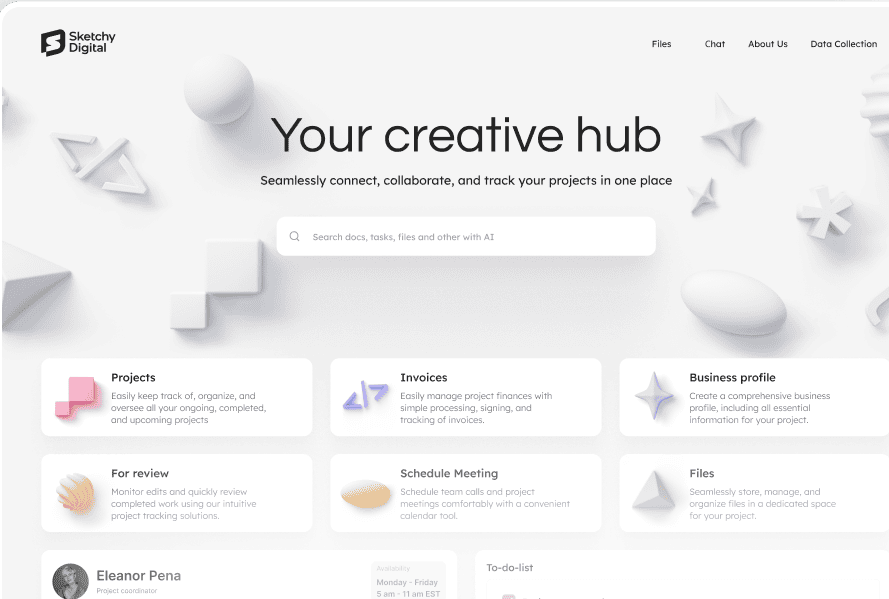 Sketchy
Digital
Files
Chat
About Us
Data Collection
Your creative hub
Seamlessly connect, collaborate, and track your projects in one place
Search docs, tasks, files and other with AI
Projects
Easily keep track of, organize, and
oversee all your ongoing, completed,
and upcoming projects
Invoices
Easily manage project finances with
simple processing, signing, and
tracking of invoices.
Business profile
Create a comprehensive business
profile, including all essential
information for your project.
For review
Monitor edits and quickly review
completed work using our intuitive
project tracking solutions.
Schedule Meeting
Schedule team calls and project
meetings comfortably with a convenient
calendar tool.
Files
Seamlessly store, manage, and
organize files in a dedicated space
for your project.
Eleanor Pena
Project coordinator
Availability
Monday - Friday
5 am - 11 am EST
To-do-list